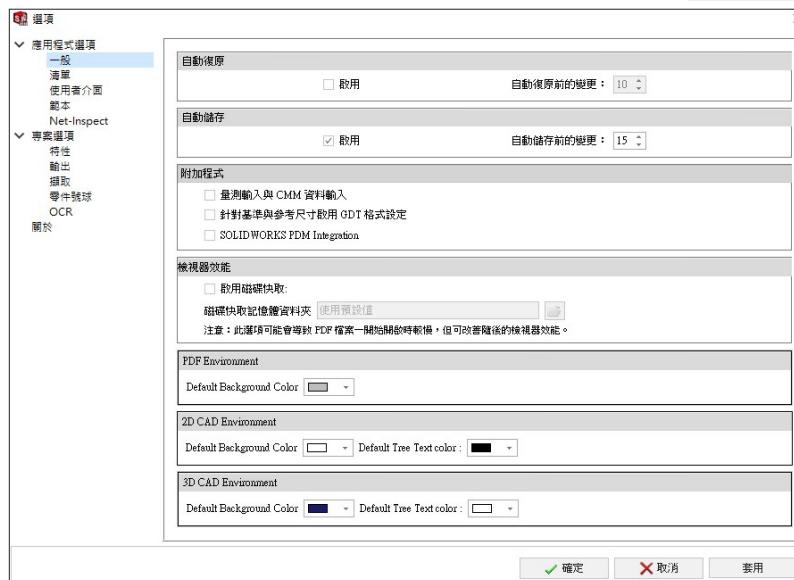 選項
應用程式選項
一般
清單
使用者介面
範本
Net-Inspect
專案選項
特性
輸出
擷取
零件號球
OCR
關於
自動復原
啟用 自動復原前的變更： 10
自動儲存
啟用 自動儲存前的變更： 15
附加程式
量測輸入與 CMM 資料輸入
針對基準與參考尺寸啟用 GDT 格式設定
SOLIDWORKS PDM Integration
檢視器效能
啟用磁碟快取:
磁碟快取記憶體資料夾 使用預設值
注意：此選項可能會導致 PDF 檔案一開始開啟時較慢，但可改善隨後的檢視器效能。
PDF Environment
Default Background Color
2D CAD Environment
Default Background Color Default Tree Text color :
3D CAD Environment
Default Background Color Default Tree Text color :
確定 取消 套用